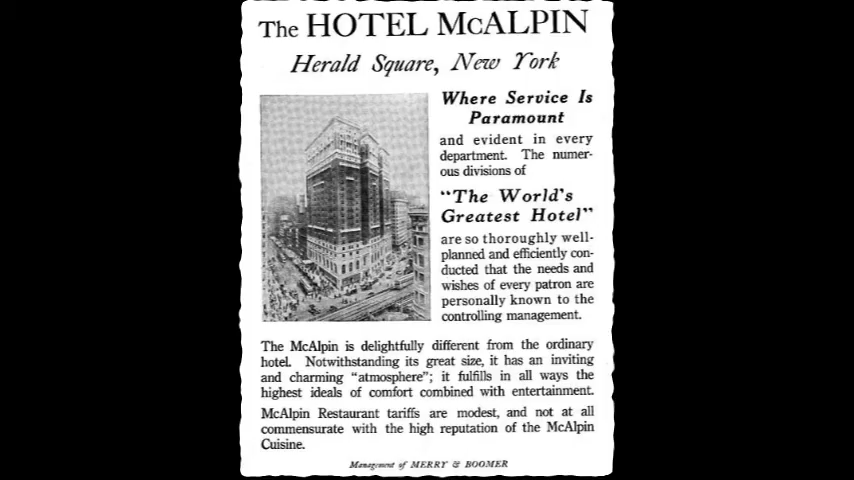 The HOTEL McALPIN
Herald Square, New York
Where Service Is
Paramount
and evident in every
department. The numer-
ous divisions of
"The World's
Greatest Hotel"
are so thoroughly well-
planned and efficiently con-
ducted that the needs and
wishes of every patron are
personally known to the
controlling management.
The McAlpin is delightfully different from the ordinary
hotel. Notwithstanding its great size, it has an inviting
and charming "atmosphere"; it fulfills in all ways the
highest ideals of comfort combined with entertainment.
McAlpin Restaurant tariffs are modest, and not at all
commensurate with the high reputation of the McAlpin
Cuisine.
Management of MERRY & BOOMER